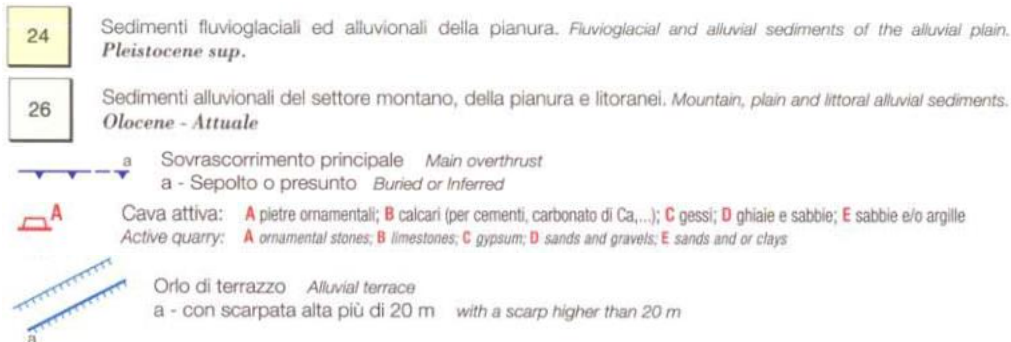 24 Sedimenti fluvioglaciali ed alluvionali della pianura. Fluvioglacial and alluvial sediments of the alluvial plain.
Pleistocene sup.
26 Sedimenti alluvionali del settore montano, della pianura e litoranei. Mountain, plain and littoral alluvial sediments.
Olocene - Attuale
a Sovrascorrimento principale Main overthrust
a - Sepolto o presunto Buried or Inferred
A Cava attiva: A pietre ornamentali; B calcari (per cementi, carbonato di Ca,...); C gessi; D ghiaie e sabbie; E sabbie e/o argille
Active quarry: A ornamental stones; B limestones; C gypsum; D sands and gravels; E sands and or clays
Orlo di terrazzo Alluvial terrace
a - con scarpata alta più di 20 m with a scarp higher than 20 m
a